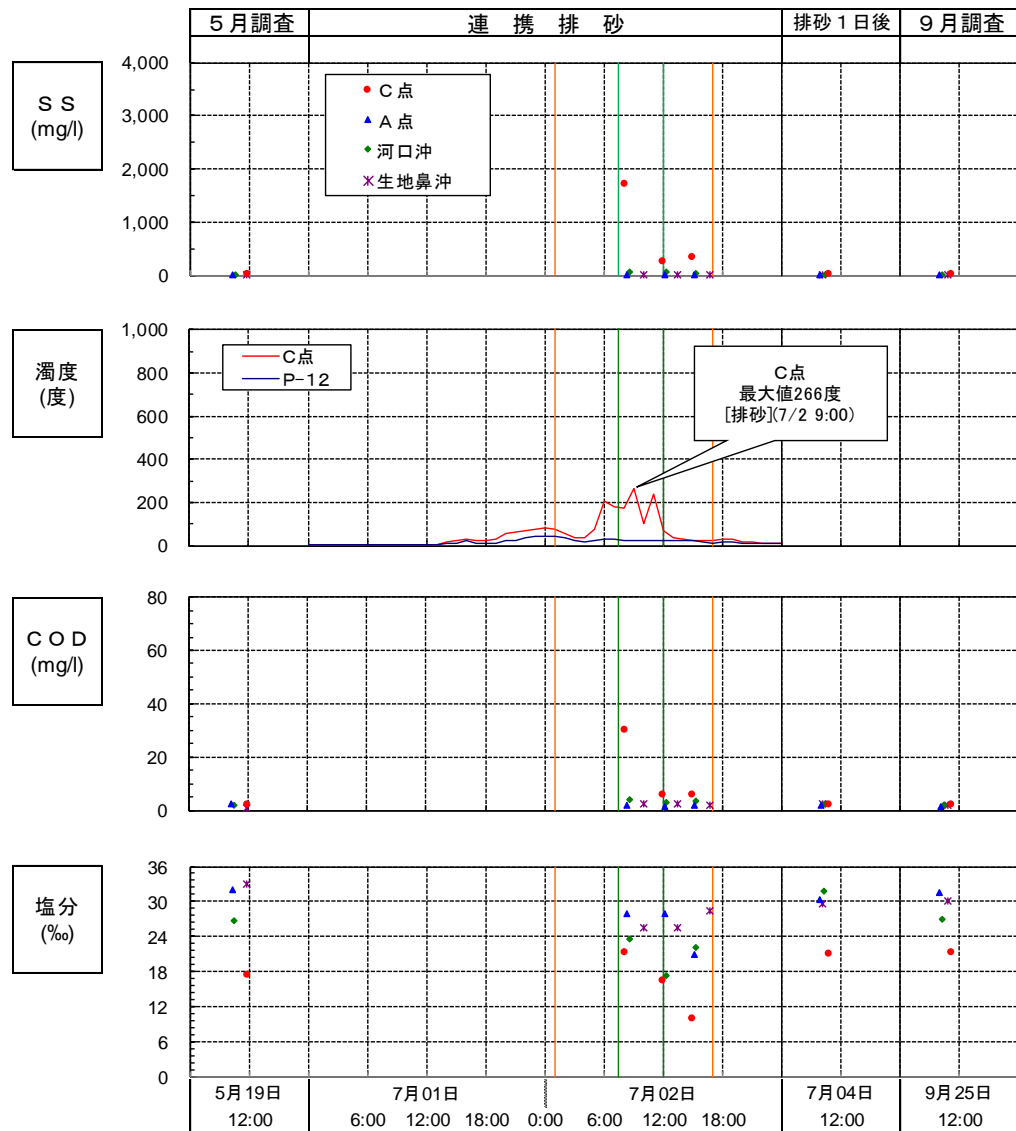 ５月調査 連携排砂 排砂１日後 ９月調査
ＳＳ
(mg/l)
4,000
3,000
2,000
1,000
0
Ｃ点
Ａ点
河口沖
生地鼻沖
濁度
(度)
1,000
800
600
400
200
0
C点
P-12
C点
最大値266度
[排砂](7/2 9:00)
ＣＯＤ
(mg/l)
80
60
40
20
0
塩分
(‰)
36
30
24
18
12
6
0
5月19日 7月01日 7月02日 7月04日 9月25日
12:00 6:00 12:00 18:00 0:00 6:00 12:00 18:00 12:00 12:00